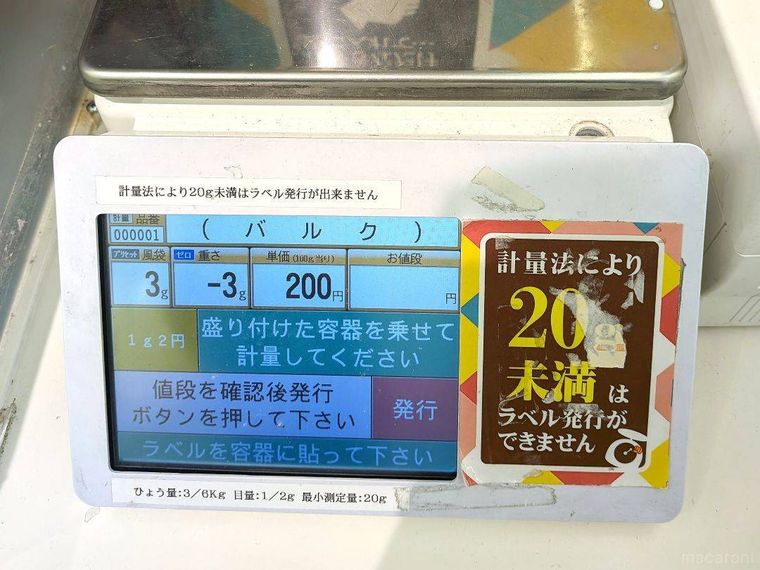 計量法により20g未満はラベル発行が出来ません
計量 品番
000001
( バルク )
プリセット 風袋
3g
ゼロ 重さ
-3g
単価(100g当り)
200円
お値段
円
1g2円
盛り付けた容器を乗せて
計量してください
値段を確認後発行
ボタンを押して下さい
発行
ラベルを容器に貼って下さい
ひょう量:3/6Kg 目量:1/2g 最小測定量:20g
計量法により
20g
未満は
ラベル発行が
できません
macaroni